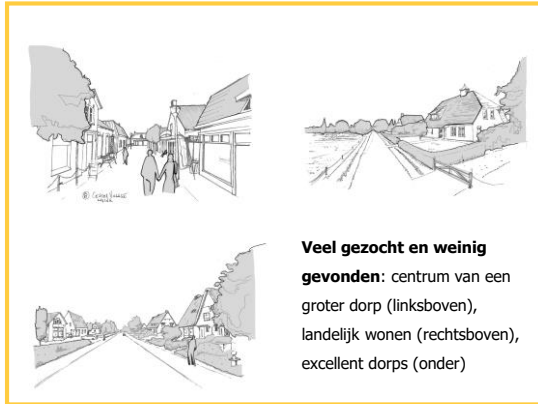 Veel gezocht en weinig
gevonden: centrum van een
groter dorp (linksboven),
landelijk wonen (rechtsboven),
excellent dorps (onder)